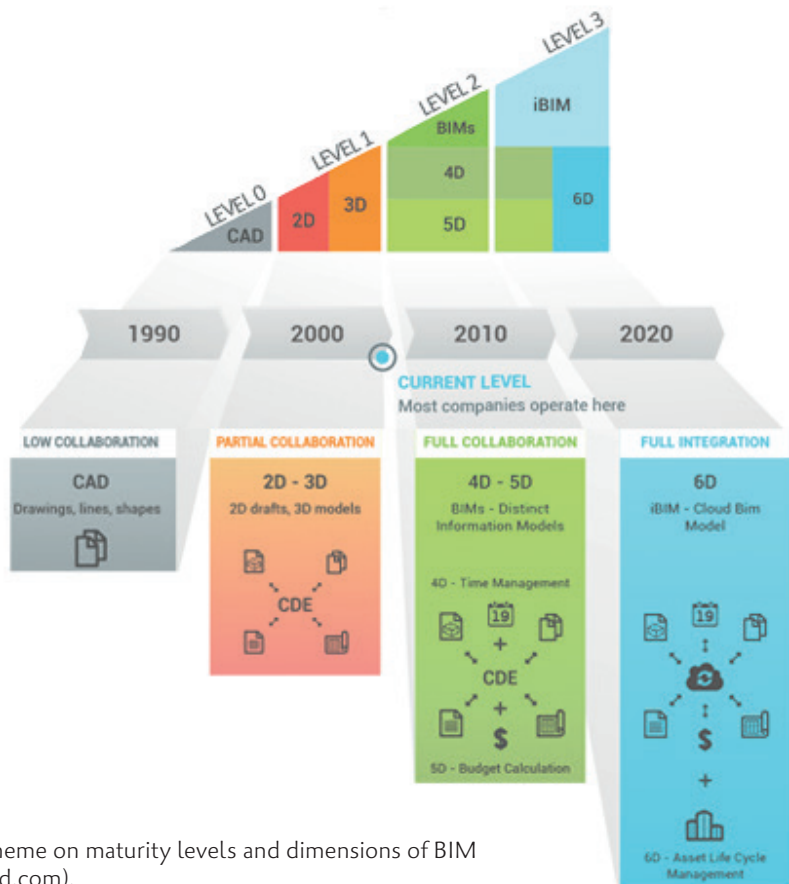 LEVEL 0
LEVEL 1
LEVEL 2
LEVEL 3
CAD
2D
3D
BIMs
4D
5D
iBIM
6D
1990
2000
2010
2020
CURRENT LEVEL
Most companies operate here
LOW COLLABORATION
CAD
Drawings, lines, shapes
PARTIAL COLLABORATION
2D - 3D
2D drafts, 3D models
CDE
FULL COLLABORATION
4D - 5D
BIMs - Distinct
Information Models
4D - Time Management
19
CDE
$
5D - Budget Calculation
FULL INTEGRATION
6D
iBIM - Cloud Bim
Model
19
$
6D - Asset Life Cycle
Management
heme on maturity levels and dimensions of BIM
d.com)